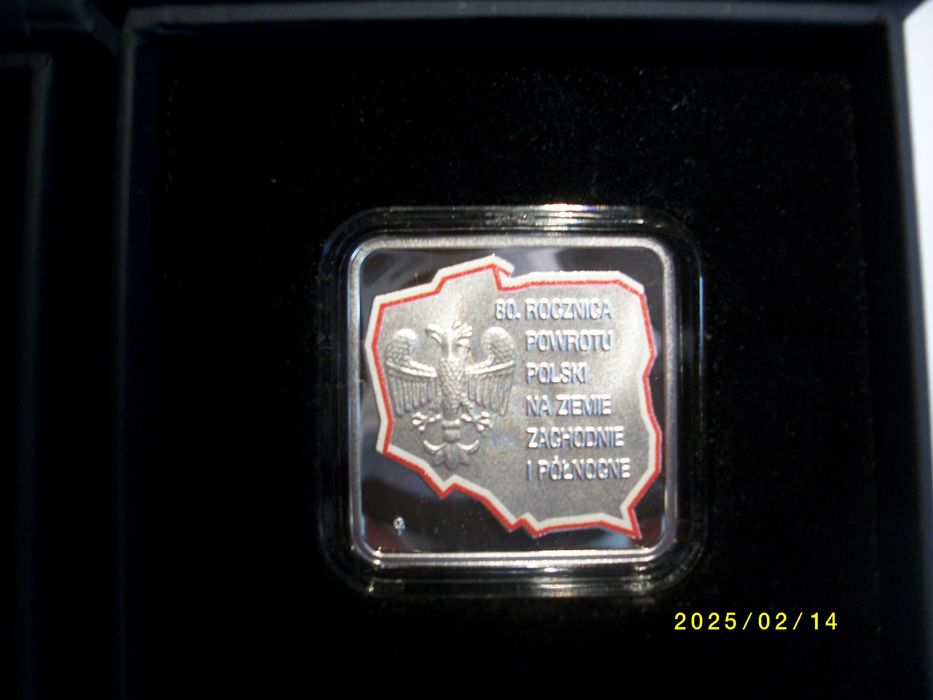 80. ROCZNICA
POWROTU
POLSKI
NA ZIEMIE
ZACHODNIE
I PÓŁNOCNE
2025/02/14